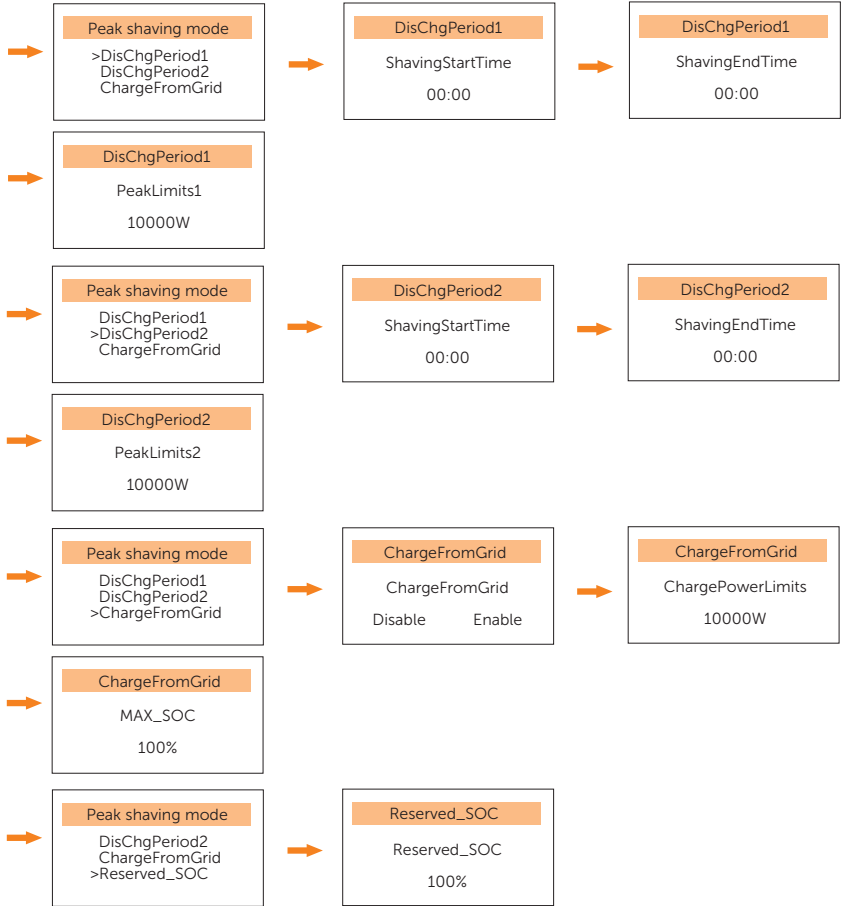 Peak shaving mode
>DisChgPeriod1
DisChgPeriod2
ChargeFromGrid
DisChgPeriod1
ShavingStartTime
00:00
DisChgPeriod1
ShavingEndTime
00:00
DisChgPeriod1
PeakLimits1
10000W
Peak shaving mode
DisChgPeriod1
>DisChgPeriod2
ChargeFromGrid
DisChgPeriod2
ShavingStartTime
00:00
DisChgPeriod2
ShavingEndTime
00:00
DisChgPeriod2
PeakLimits2
10000W
Peak shaving mode
DisChgPeriod1
DisChgPeriod2
>ChargeFromGrid
ChargeFromGrid
ChargeFromGrid
Disable Enable
ChargeFromGrid
ChargePowerLimits
10000W
ChargeFromGrid
MAX_SOC
100%
Peak shaving mode
DisChgPeriod2
ChargeFromGrid
>Reserved_SOC
Reserved_SOC
Reserved_SOC
100%